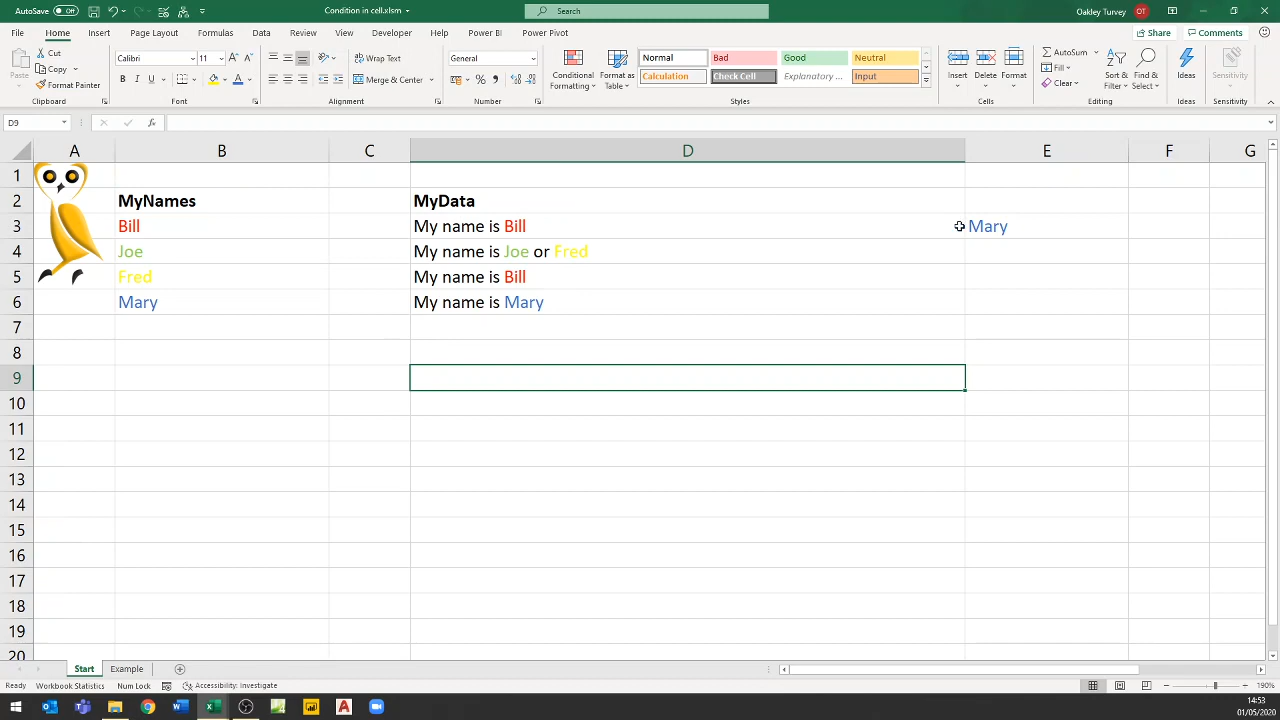 AutoSave Off
Condition in cell.xlsm
Search
Oakley Turvey OT
File Home Insert Draw Page Layout Formulas Data Review View Developer Help Power BI Power Pivot Share Comments
Paste Cut Copy Format Painter
Clipboard
Calibri 11
B I U A
Font
Wrap Text
Merge & Center
Alignment
General
%
Number
Conditional Formatting Format as Table
Normal Bad Good Neutral
Calculation Check Cell Explanatory ... Input
Styles
Insert Delete Format
Cells
AutoSum Fill Clear
Sort & Filter Find & Select
Editing
Ideas
Ideas
Sensitivity
Sensitivity
D9 fx
A B C D E F G
1
2 MyNames MyData
3 Bill My name is Bill Mary
4 Joe My name is Joe or Fred
5 Fred My name is Bill
6 Mary My name is Mary
7
8
9
10
11
12
13
14
15
16
17
18
19
20
Start Example
Ready Workbook Statistics Num Lock Accessibility: Investigate 190%
14:53
01/05/2020